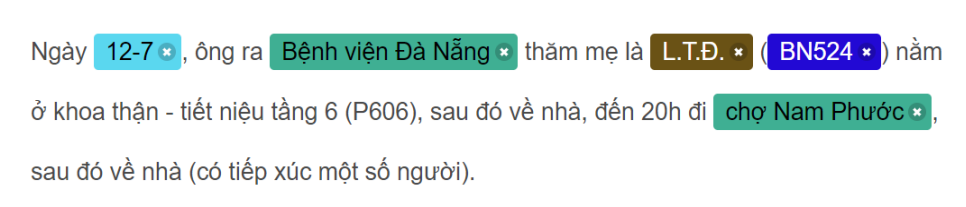 Ngày 12-7, ông ra Bệnh viện Đà Nẵng thăm mẹ là L.T.Đ. (BN524) nằm
ở khoa thận - tiết niệu tầng 6 (P606), sau đó về nhà, đến 20h đi chợ Nam Phước,
sau đó về nhà (có tiếp xúc một số người).